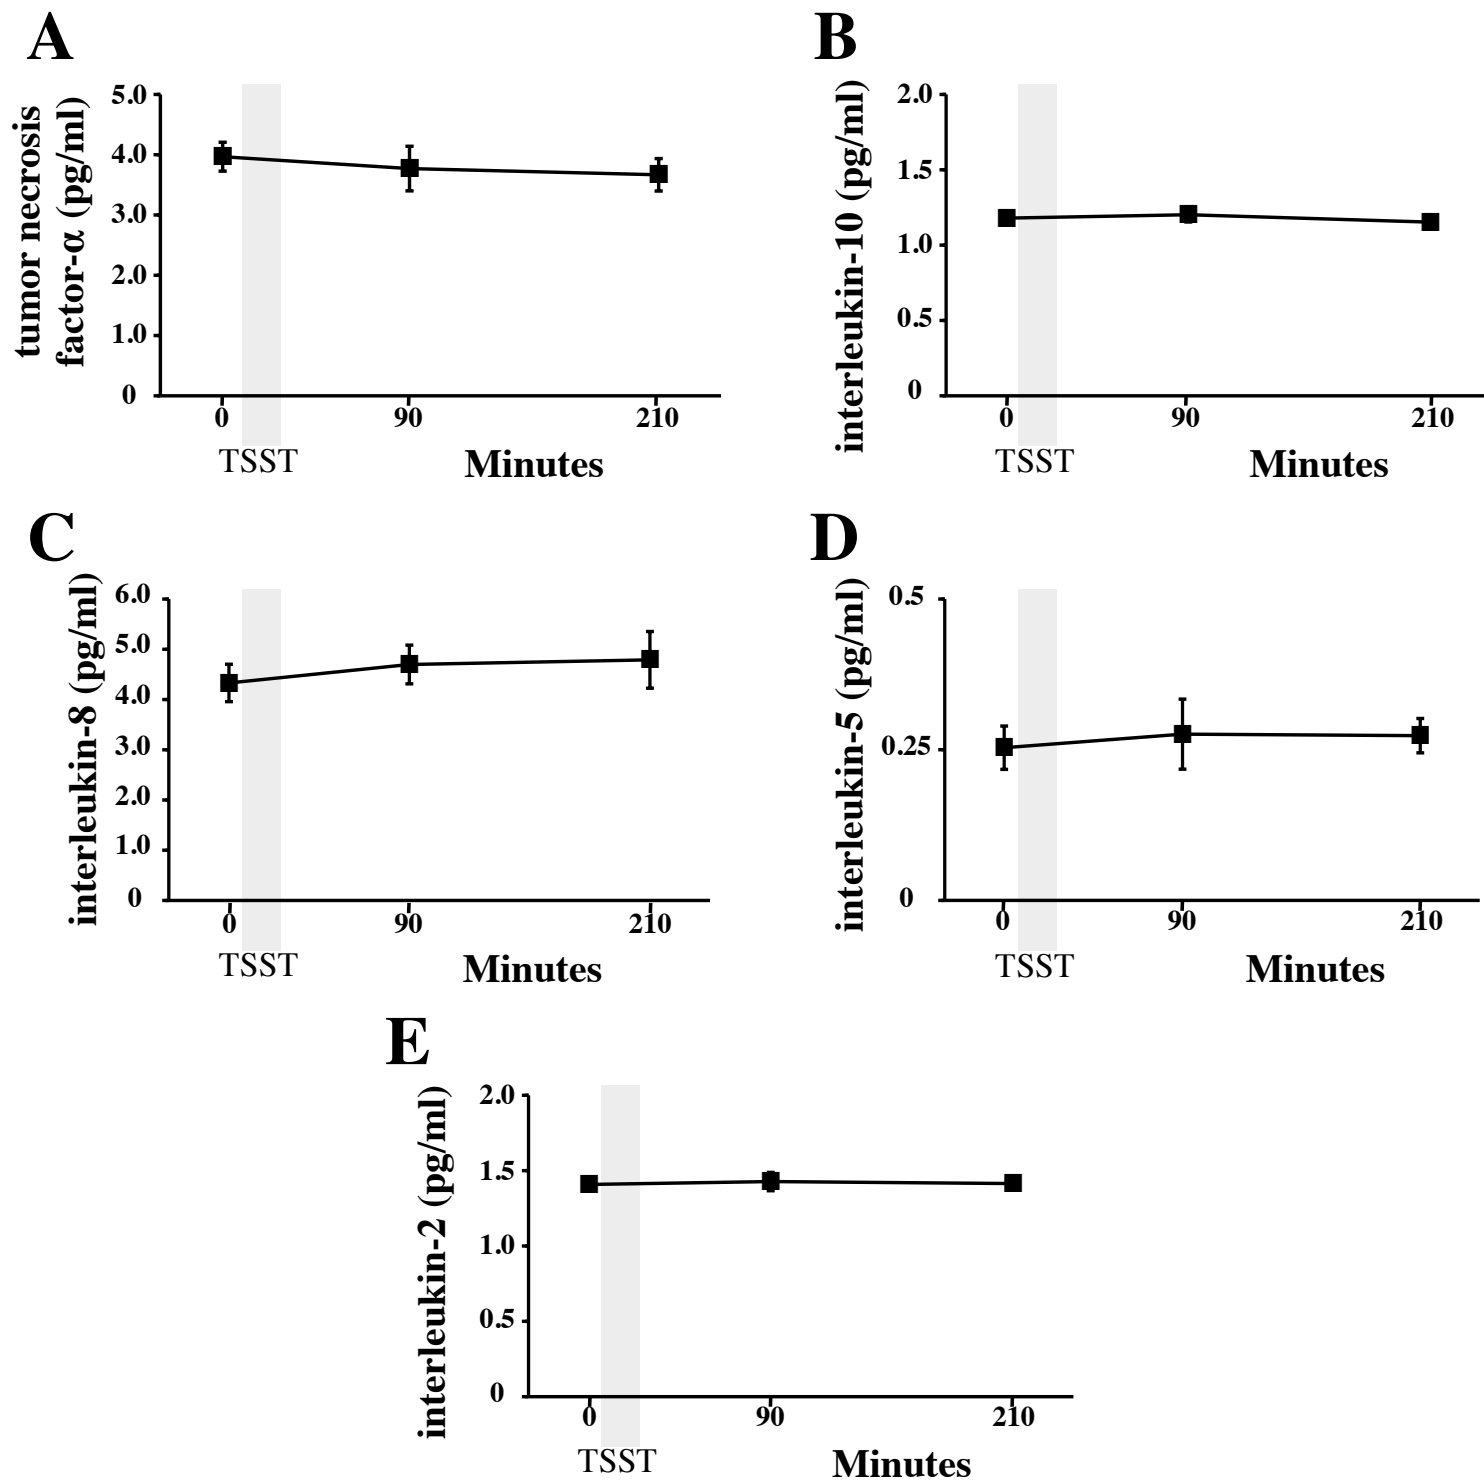 A
tumor necrosis
factor-α (pg/ml)
5.0
4.0
3.0
2.0
1.0
0
0 90 210
TSST Minutes
B
interleukin-10 (pg/ml)
2.0
1.5
1.0
0.5
0
0 90 210
TSST Minutes
C
interleukin-8 (pg/ml)
6.0
5.0
4.0
3.0
2.0
1.0
0
0 90 210
TSST Minutes
D
interleukin-5 (pg/ml)
0.5
0.25
0
0 90 210
TSST Minutes
E
interleukin-2 (pg/ml)
2.0
1.5
1.0
0.5
0
0 90 210
TSST Minutes